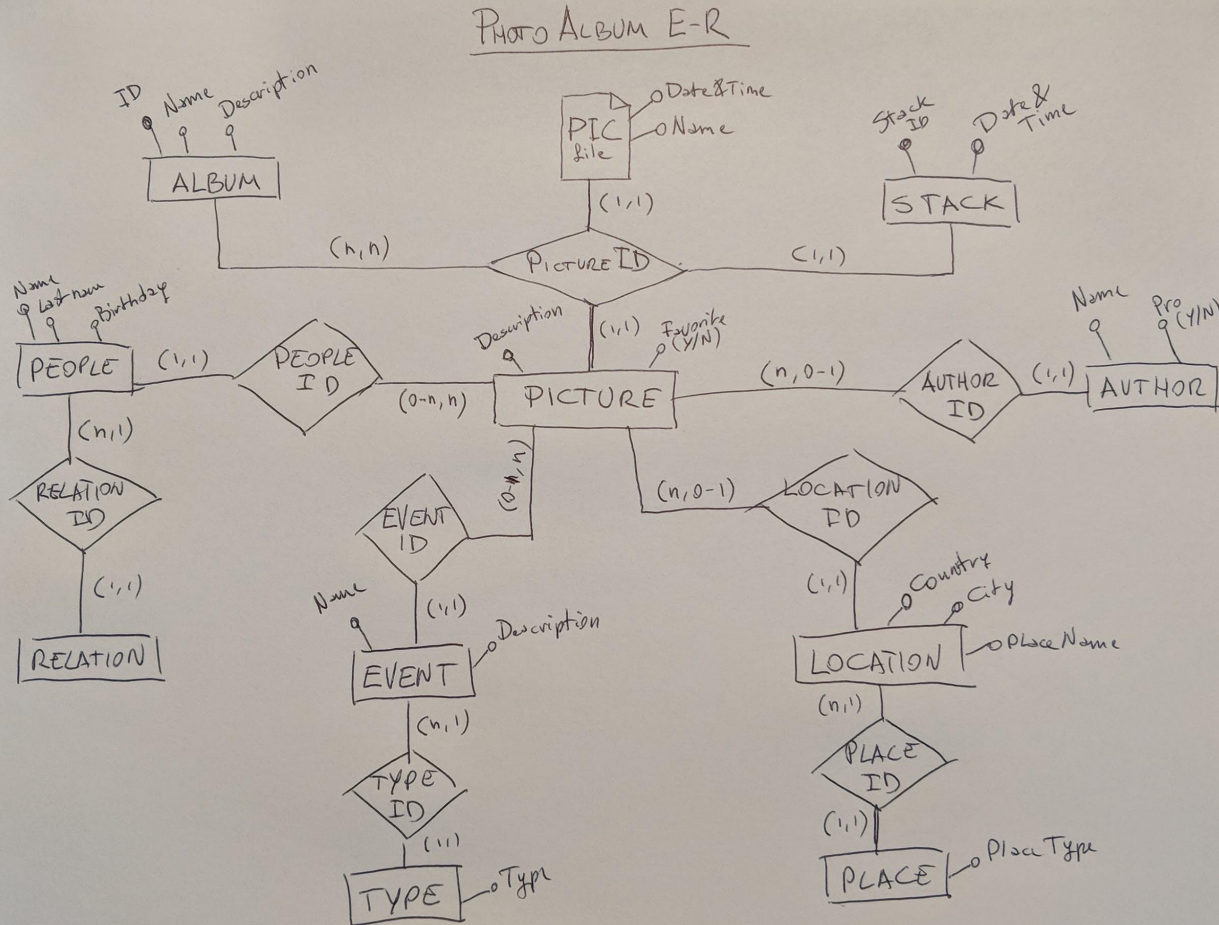 PHOTO ALBUM E-R
ID
Name
Description
ALBUM
PIC
file
Date&Time
Name
Stack
ID
Date&
Time
STACK
(n,n)
(1,1)
PICTURE ID
(1,1)
Name
Last nam
Birthday
PEOPLE
(1,1)
PEOPLE
ID
(0-n,n)
Description
(1,1)
Favorite
(Y/N)
PICTURE
(n,0-1)
AUTHOR
ID
(1,1)
Name
Pro
(Y/N)
AUTHOR
(n,1)
RELATION
ID
(1,1)
RELATION
(0-n,n)
EVENT
ID
(1,1)
Name
Description
EVENT
(n,1)
TYPE
ID
(1,1)
TYPE
Type
(n,0-1)
LOCATION
ID
(1,1)
Country
City
Place Name
LOCATION
(n,1)
PLACE
ID
(1,1)
PLACE
Place Type